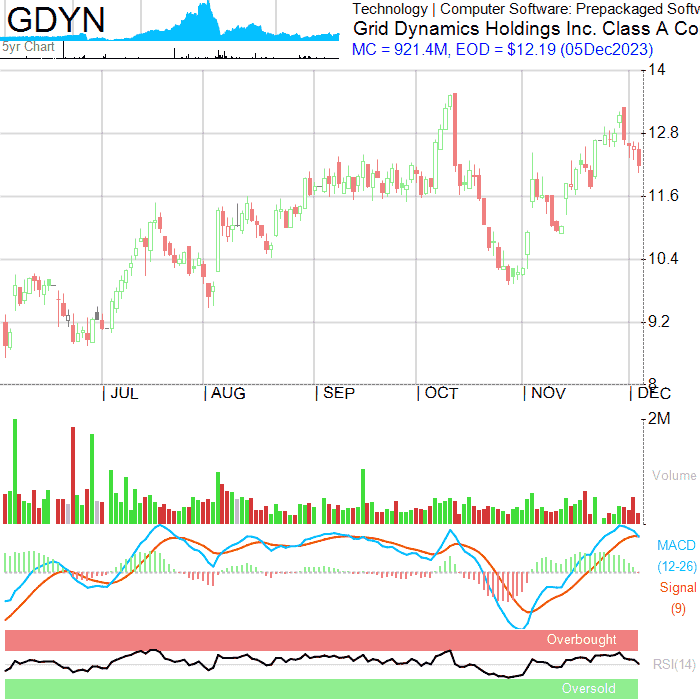 GDYN
5yr Chart
Technology | Computer Software: Prepackaged Softw
Grid Dynamics Holdings Inc. Class A Co
MC = 921.4M, EOD = $12.19 (05Dec2023)
14
12.8
11.6
10.4
9.2
8
| JUL | AUG | SEP | OCT | NOV | DEC
2M
Volume
MACD
(12-26)
Signal
(9)
Overbought
RSI(14)
Oversold